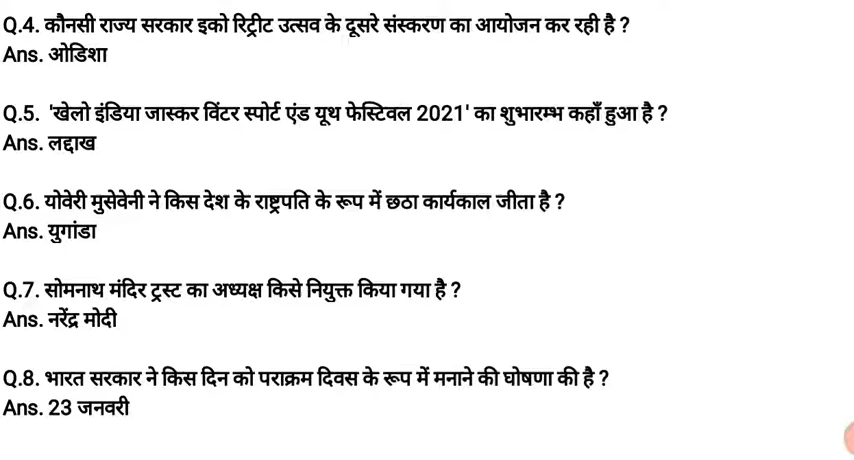 Q.4. कौनसी राज्य सरकार इको रिट्रीट उत्सव के दूसरे संस्करण का आयोजन कर रही है ?
Ans. ओडिशा
Q.5. 'खेलो इंडिया जास्कर विंटर स्पोर्ट एंड यूथ फेस्टिवल 2021' का शुभारम्भ कहाँ हुआ है ?
Ans. लद्दाख
Q.6. योवेरी मुसेवेनी ने किस देश के राष्ट्रपति के रूप में छठा कार्यकाल जीता है ?
Ans. युगांडा
Q.7. सोमनाथ मंदिर ट्रस्ट का अध्यक्ष किसे नियुक्त किया गया है ?
Ans. नरेंद्र मोदी
Q.8. भारत सरकार ने किस दिन को पराक्रम दिवस के रूप में मनाने की घोषणा की है ?
Ans. 23 जनवरी